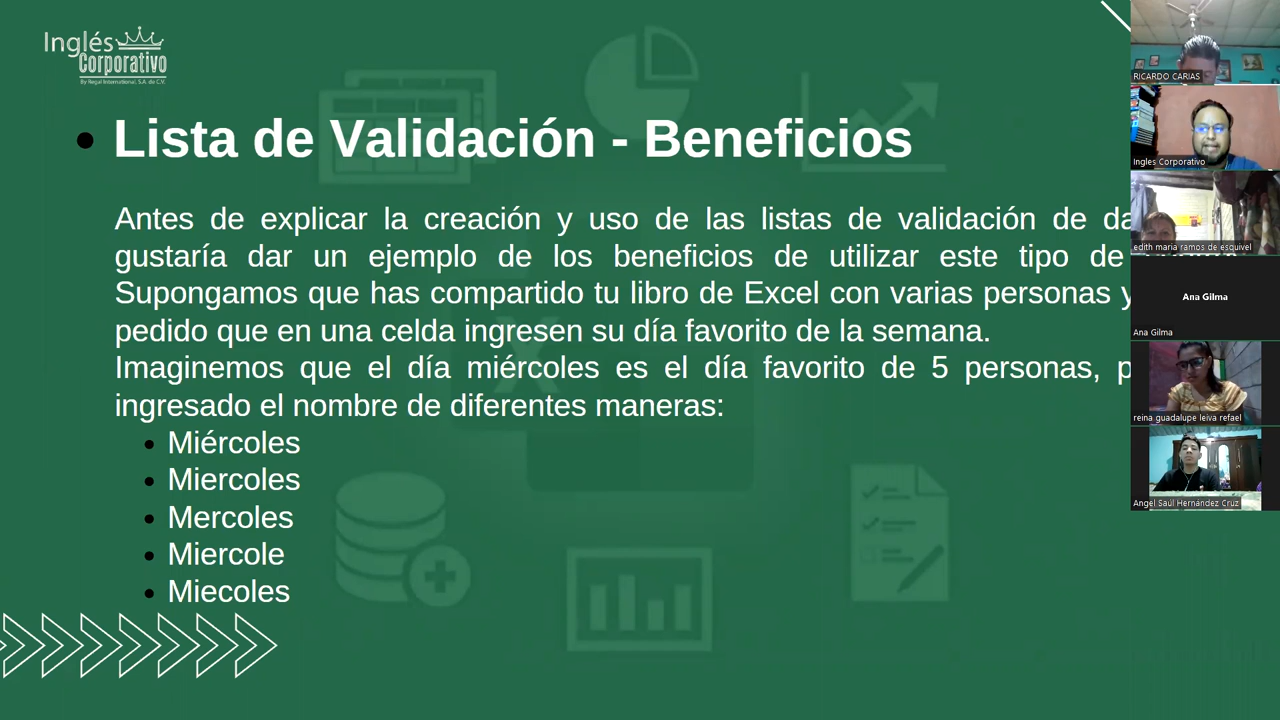 Inglés
Corporativo
By Regal International, S.A. de C.V.
Lista de Validación - Beneficios
Antes de explicar la creación y uso de las listas de validación de da
gustaría dar un ejemplo de los beneficios de utilizar este tipo de
Supongamos que has compartido tu libro de Excel con varias personas y
pedido que en una celda ingresen su día favorito de la semana.
Imaginemos que el día miércoles es el día favorito de 5 personas, p
ingresado el nombre de diferentes maneras:
Miércoles
Miercoles
Mercoles
Miercole
Miecoles
RICARDO CARIAS
Ingles Corporativo
edith maria ramos de esquivel
Ana Gilma
Ana Gilma
reina guadalupe leiva refael
Angel Saúl Hernández Cruz